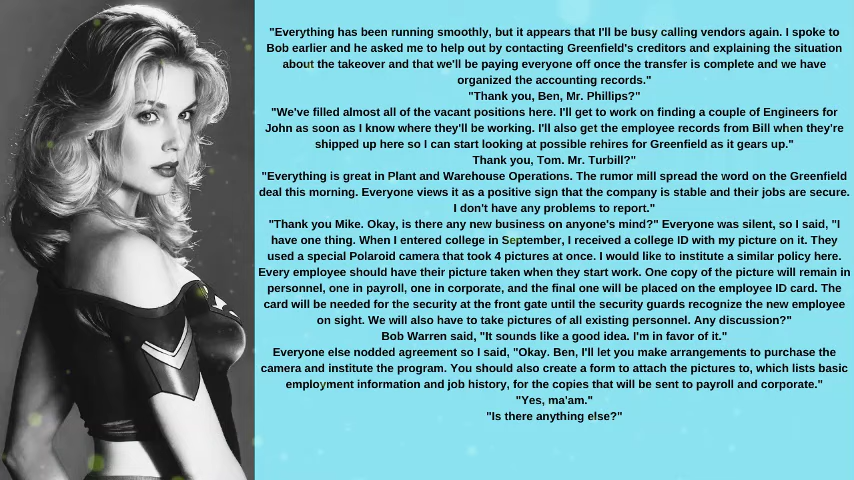 "Everything has been running smoothly, but it appears that I'll be busy calling vendors again. I spoke to
Bob earlier and he asked me to help out by contacting Greenfield's creditors and explaining the situation
about the takeover and that we'll be paying everyone off once the transfer is complete and we have
organized the accounting records."
"Thank you, Ben, Mr. Phillips?"
"We've filled almost all of the vacant positions here. I'll get to work on finding a couple of Engineers for
John as soon as I know where they'll be working. I'll also get the employee records from Bill when they're
shipped up here so I can start looking at possible rehires for Greenfield as it gears up."
Thank you, Tom. Mr. Turbill?"
"Everything is great in Plant and Warehouse Operations. The rumor mill spread the word on the Greenfield
deal this morning. Everyone views it as a positive sign that the company is stable and their jobs are secure.
I don't have any problems to report."
"Thank you Mike. Okay, is there any new business on anyone's mind?" Everyone was silent, so I said, "I
have one thing. When I entered college in September, I received a college ID with my picture on it. They
used a special Polaroid camera that took 4 pictures at once. I would like to institute a similar policy here.
Every employee should have their picture taken when they start work. One copy of the picture will remain in
personnel, one in payroll, one in corporate, and the final one will be placed on the employee ID card. The
card will be needed for the security at the front gate until the security guards recognize the new employee
on sight. We will also have to take pictures of all existing personnel. Any discussion?"
Bob Warren said, "It sounds like a good idea. I'm in favor of it."
Everyone else nodded agreement so I said, "Okay. Ben, I'll let you make arrangements to purchase the
camera and institute the program. You should also create a form to attach the pictures to, which lists basic
employment information and job history, for the copies that will be sent to payroll and corporate."
"Yes, ma'am."
"Is there anything else?"